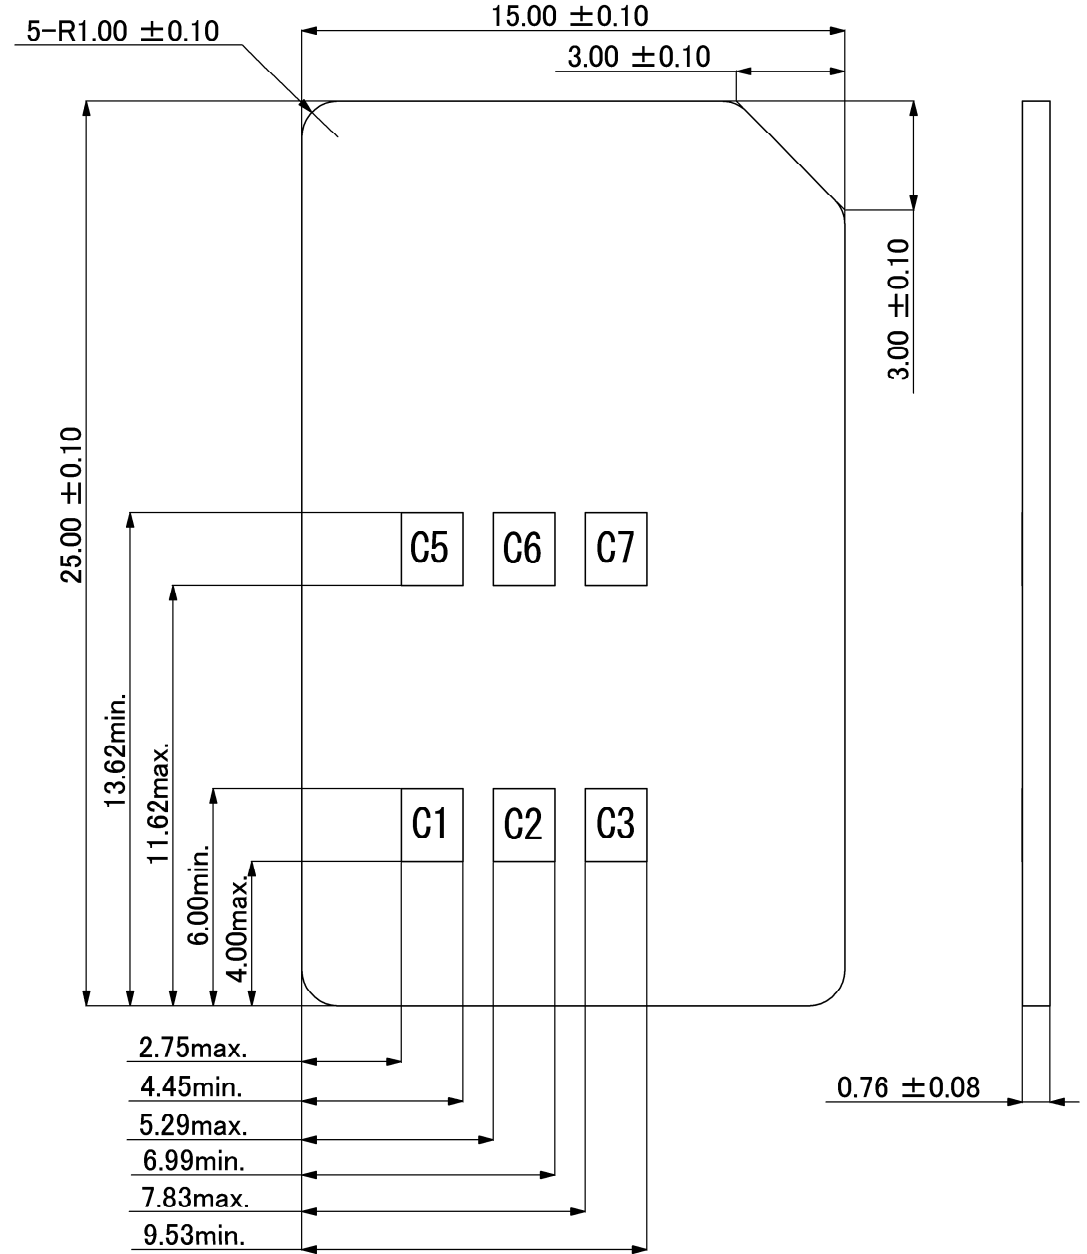 15.00 ±0.10
5-R1.00 ±0.10
3.00 ±0.10
3.00 ±0.10
25.00 ±0.10
C5 C6 C7
13.62min.
11.62max.
C1 C2 C3
6.00min.
4.00max.
2.75max.
4.45min.
0.76 ±0.08
5.29max.
6.99min.
7.83max.
9.53min.